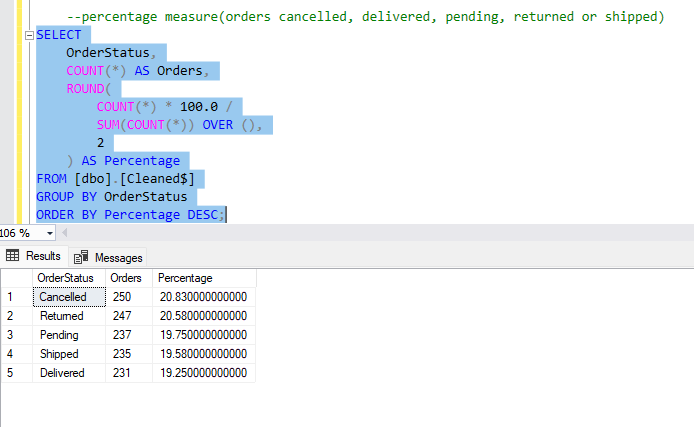 --percentage measure(orders cancelled, delivered, pending, returned or shipped)
SELECT
OrderStatus,
COUNT(*) AS Orders,
ROUND(
COUNT(*) * 100.0 /
SUM(COUNT(*)) OVER (),
2
) AS Percentage
FROM [dbo].[Cleaned$]
GROUP BY OrderStatus
ORDER BY Percentage DESC;
106 %
Results Messages
OrderStatus Orders Percentage
1 Cancelled 250 20.830000000000
2 Returned 247 20.580000000000
3 Pending 237 19.750000000000
4 Shipped 235 19.580000000000
5 Delivered 231 19.250000000000